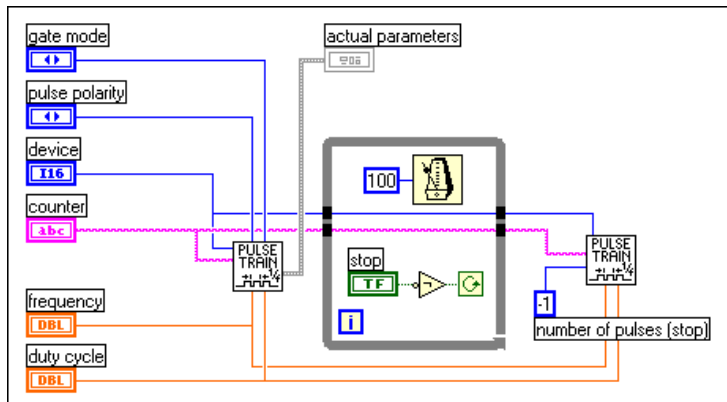 gate mode
actual parameters
pulse polarity
device
I16
100
counter
abc
PULSE
TRAIN
stop
TF
PULSE
TRAIN
frequency
DBL
i
-1
number of pulses (stop)
duty cycle
DBL